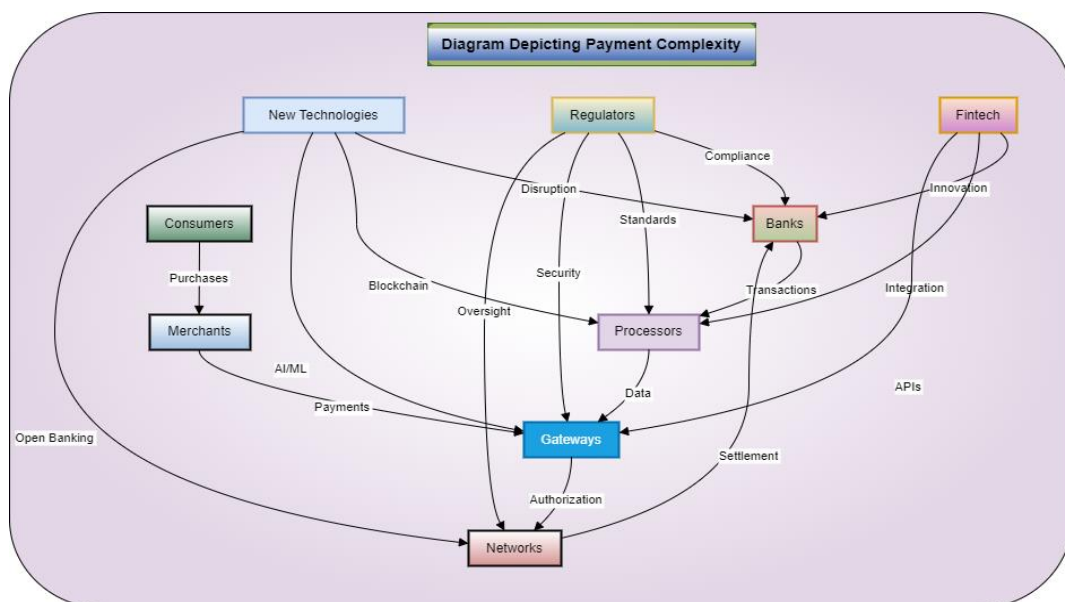 Diagram Depicting Payment Complexity
New Technologies
Regulators
Fintech
Compliance
Disruption
Innovation
Consumers
Standards
Banks
Purchases
Security
Blockchain
Transactions
Integration
Oversight
Merchants
Processors
AI/ML
APIs
Data
Payments
Open Banking
Gateways
Settlement
Authorization
Networks